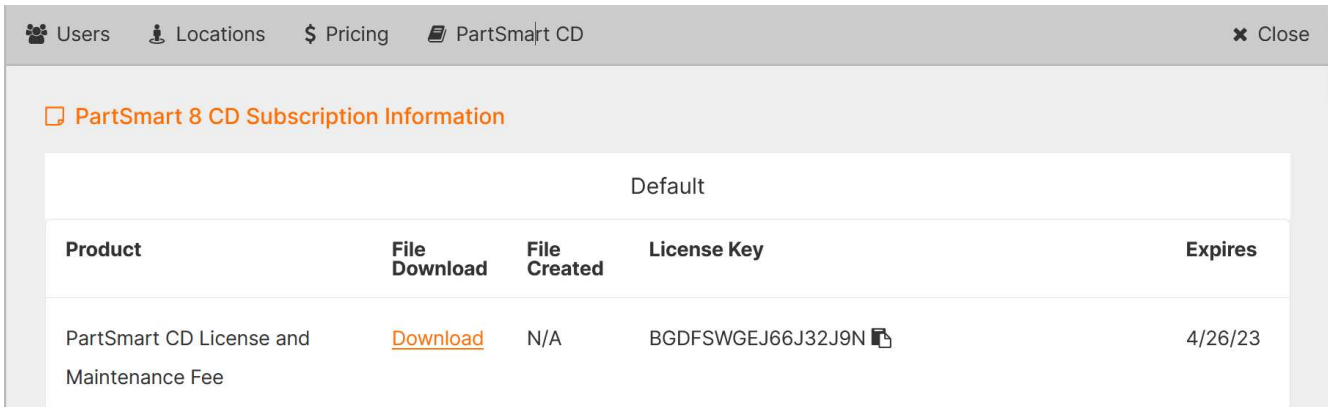 Users Locations $ Pricing PartSmart CD Close
PartSmart 8 CD Subscription Information
Default
Product File Download File Created License Key Expires
PartSmart CD License and Download N/A BGDFSWGEJ66J32J9N 4/26/23
Maintenance Fee